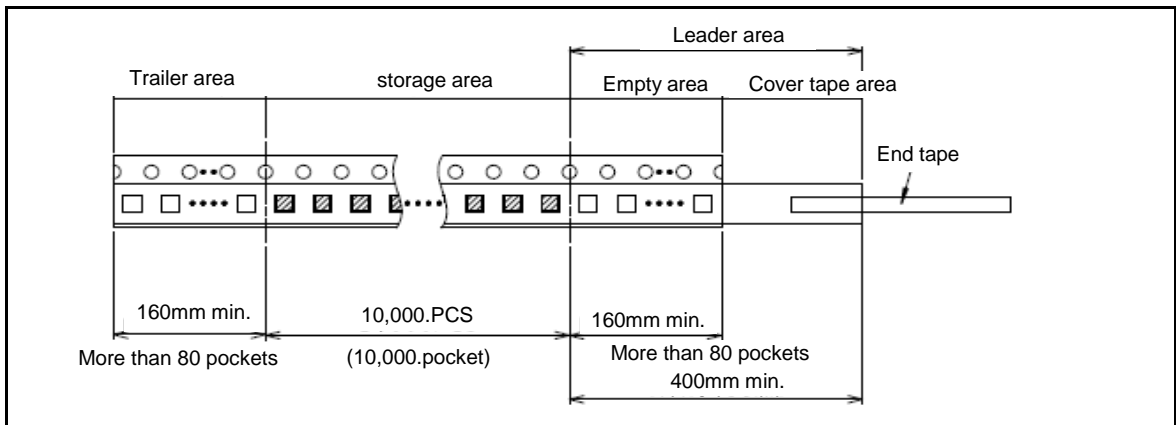 Leader area
Trailer area
storage area
Empty area
Cover tape area
End tape
160mm min.
10,000.PCS
160mm min.
More than 80 pockets
(10,000.pocket)
More than 80 pockets
400mm min.